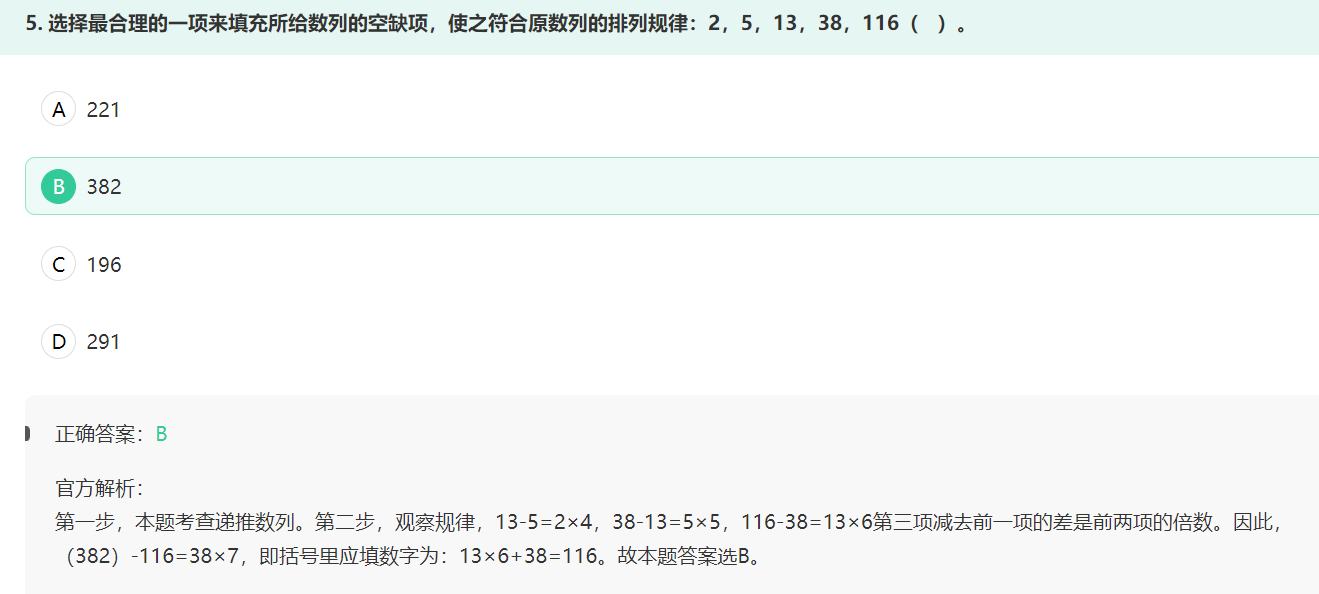 5. 选择最合理的一项来填充所给数列的空缺项，使之符合原数列的排列规律：2，5，13，38，116（　）。
A 221
B 382
C 196
D 291
正确答案：B
官方解析：
第一步，本题考查递推数列。第二步，观察规律，13-5=2×4，38-13=5×5，116-38=13×6第三项减去前一项的差是前两项的倍数。因此，
（382）-116=38×7，即括号里应填数字为：13×6+38=116。故本题答案选B。